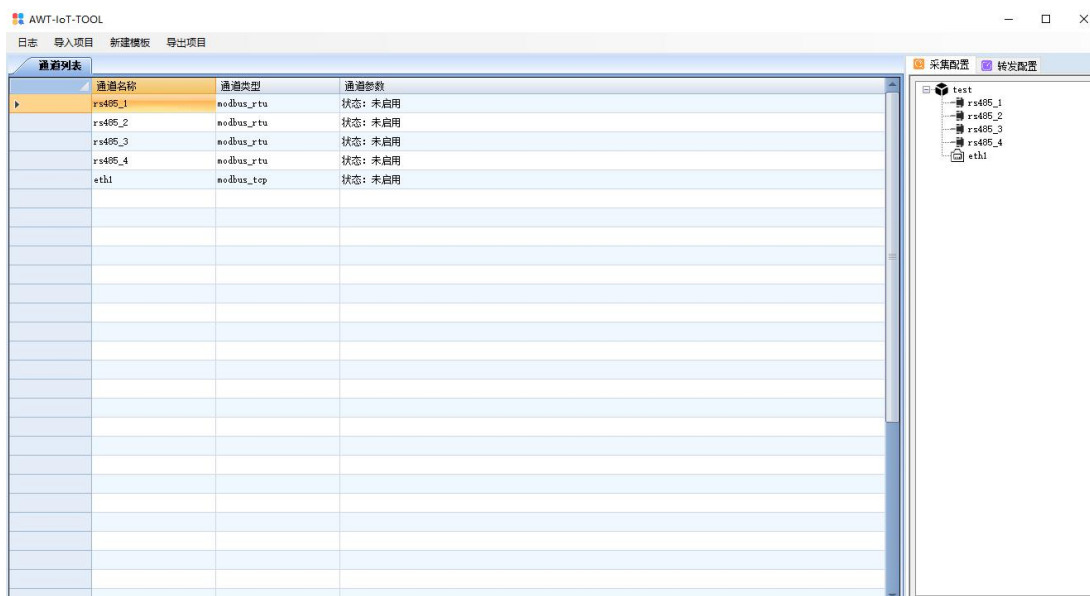 AWT-IoT-TOOL
日志 导入项目 新建模板 导出项目
通道列表
通道名称 通道类型 通道参数
rs485_1 modbus_rtu 状态：未启用
rs485_2 modbus_rtu 状态：未启用
rs485_3 modbus_rtu 状态：未启用
rs485_4 modbus_rtu 状态：未启用
eth1 modbus_tcp 状态：未启用
采集配置 转发配置
test
rs485_1
rs485_2
rs485_3
rs485_4
eth1